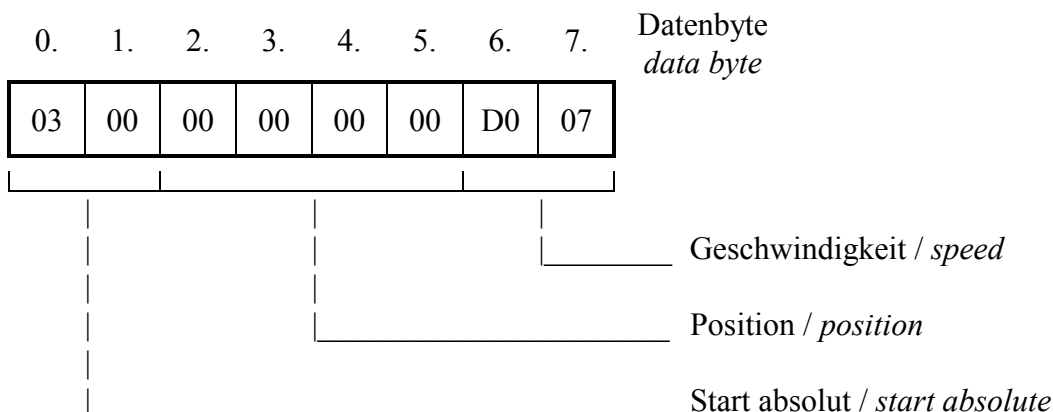 0. 1. 2. 3. 4. 5. 6. 7. Datenbyte
data byte
03 00 00 00 00 00 D0 07
Geschwindigkeit / speed
Position / position
Start absolut / start absolute